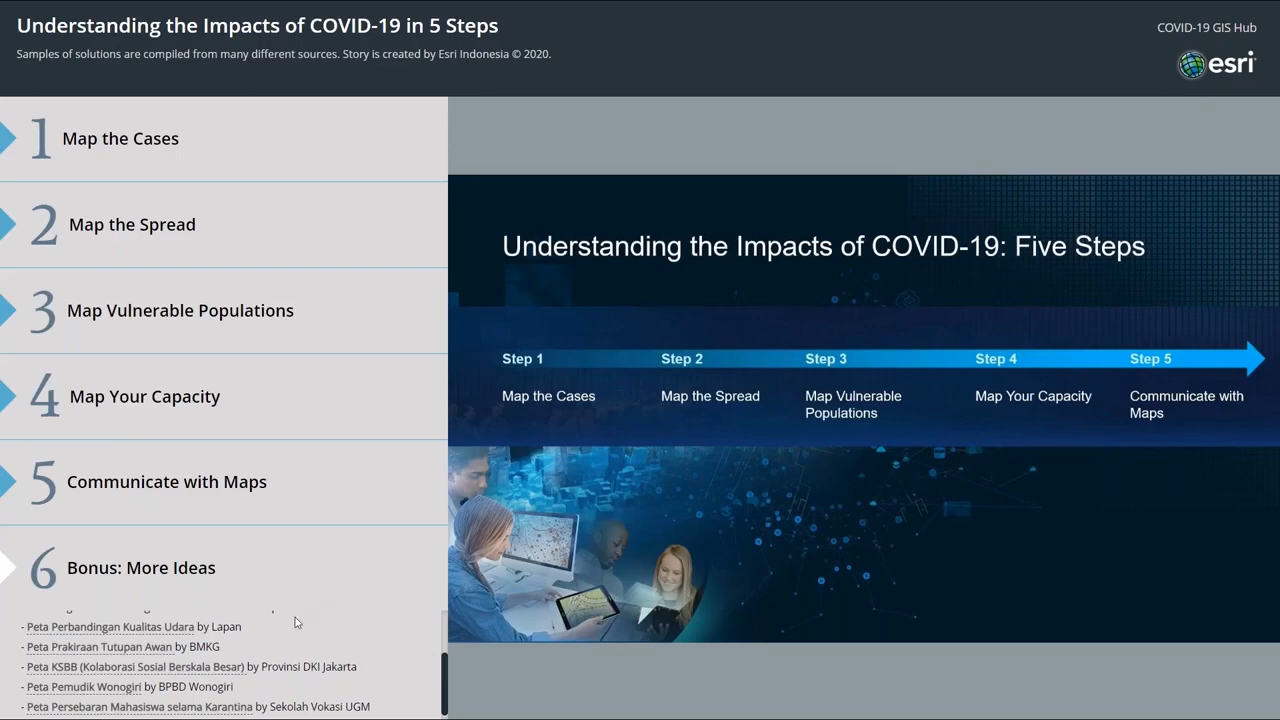 Understanding the Impacts of COVID-19 in 5 Steps
Samples of solutions are compiled from many different sources. Story is created by Esri Indonesia © 2020.
COVID-19 GIS Hub
esri
1 Map the Cases
2 Map the Spread
3 Map Vulnerable Populations
4 Map Your Capacity
5 Communicate with Maps
6 Bonus: More Ideas
- Peta Perbandingan Kualitas Udara by Lapan
- Peta Prakiraan Tutupan Awan by BMKG
- Peta KSBB (Kolaborasi Sosial Berskala Besar) by Provinsi DKI Jakarta
- Peta Pemudik Wonogiri by BPBD Wonogiri
- Peta Persebaran Mahasiswa selama Karantina by Sekolah Vokasi UGM
Understanding the Impacts of COVID-19: Five Steps
Step 1 Step 2 Step 3 Step 4 Step 5
Map the Cases Map the Spread Map Vulnerable Map Your Capacity Communicate with
Populations Maps